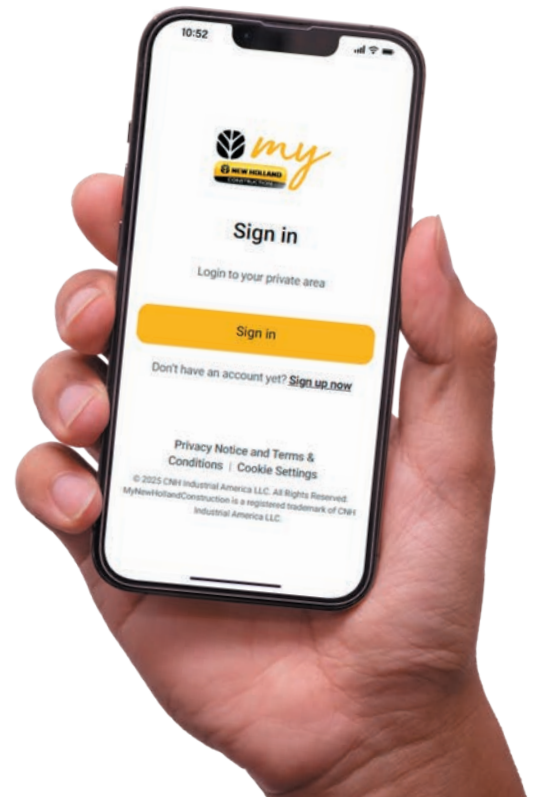 10:52
my
NEW HOLLAND
CONSTRUCTION
Sign in
Login to your private area
Sign in
Don't have an account yet? Sign up now
Privacy Notice and Terms &
Conditions | Cookie Settings
© 2025 CNH Industrial America LLC. All Rights Reserved.
MyNewHollandConstruction is a registered trademark of CNH
Industrial America LLC.